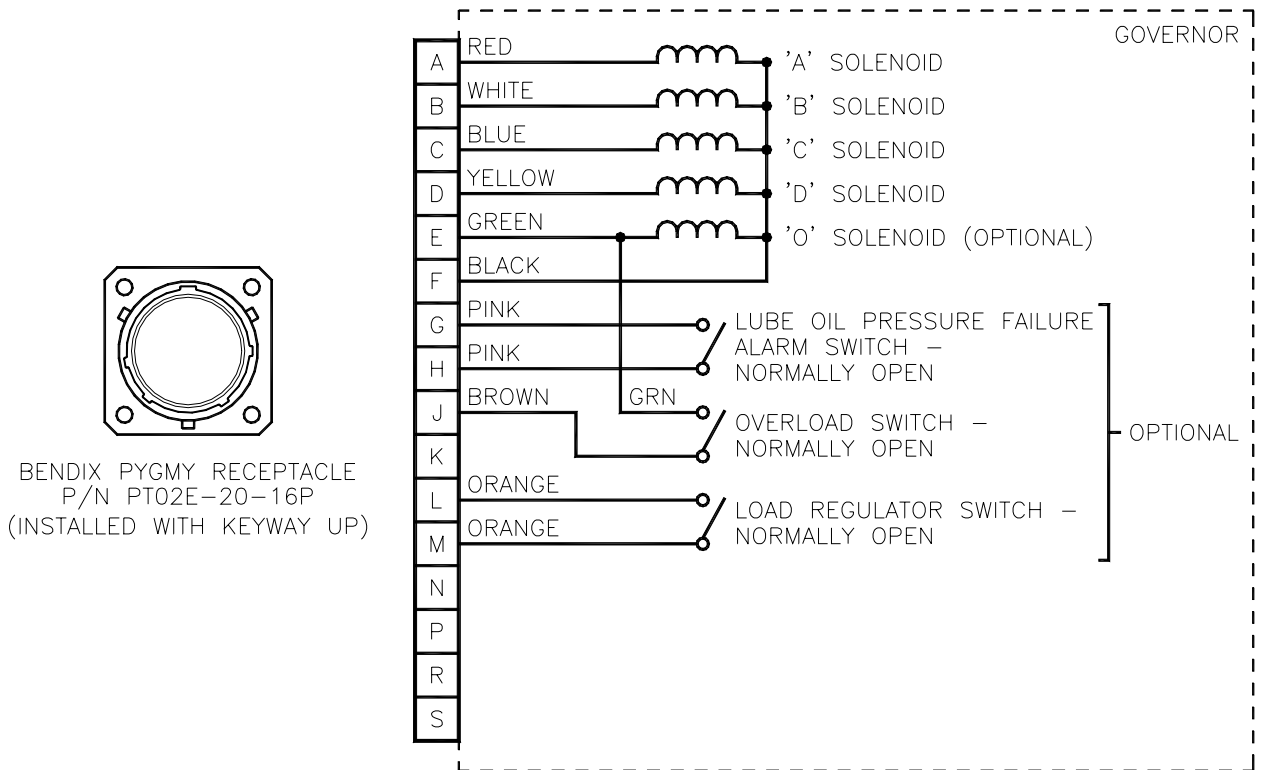 GOVERNOR
A RED 'A' SOLENOID
B WHITE 'B' SOLENOID
C BLUE 'C' SOLENOID
D YELLOW 'D' SOLENOID
E GREEN 'O' SOLENOID (OPTIONAL)
F BLACK
G PINK LUBE OIL PRESSURE FAILURE
ALARM SWITCH –
H PINK NORMALLY OPEN
J BROWN GRN OVERLOAD SWITCH –
NORMALLY OPEN
K
L ORANGE LOAD REGULATOR SWITCH –
M ORANGE NORMALLY OPEN
N
P
R
S
OPTIONAL
BENDIX PYGMY RECEPTACLE
P/N PT02E-20-16P
(INSTALLED WITH KEYWAY UP)